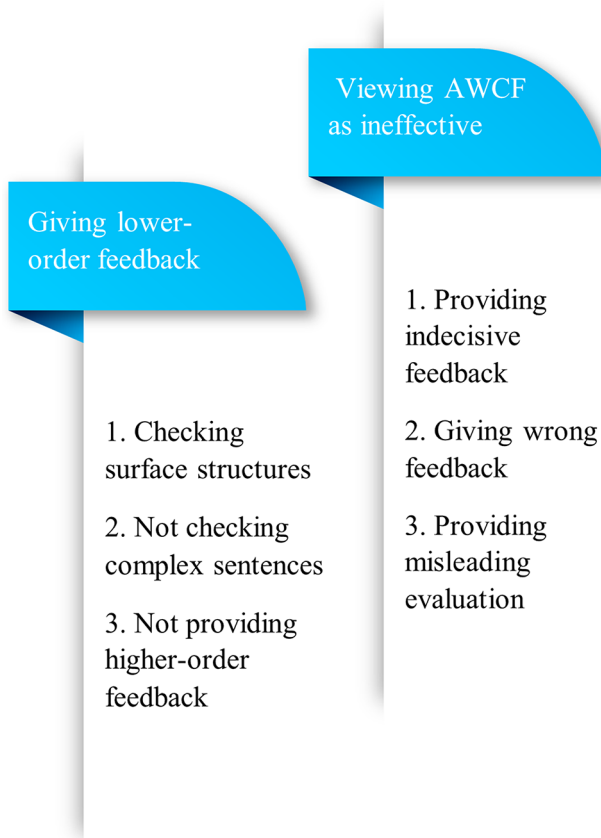 Viewing AWCF
as ineffective
Giving lower-
order feedback
1. Providing
indecisive
feedback
2. Giving wrong
feedback
3. Providing
misleading
evaluation
1. Checking
surface structures
2. Not checking
complex sentences
3. Not providing
higher-order
feedback